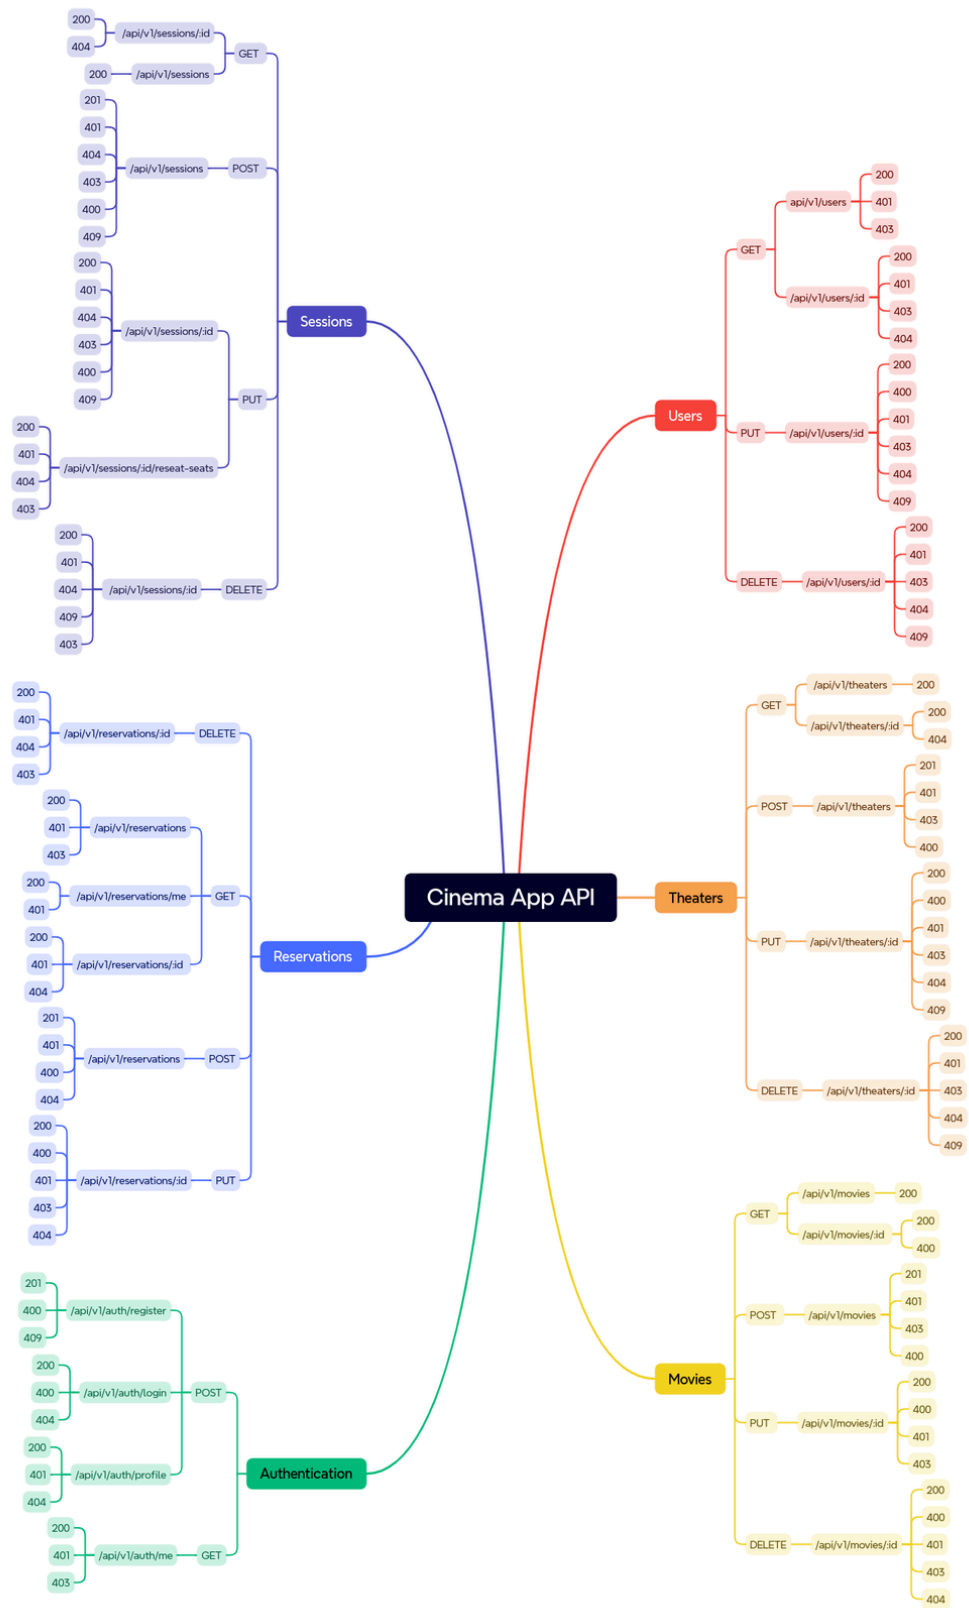 Cinema App API
Sessions
GET
/api/v1/sessions/:id
200
404
/api/v1/sessions
200
POST
/api/v1/sessions
201
401
404
403
400
409
PUT
/api/v1/sessions/:id
200
401
404
403
400
409
/api/v1/sessions/:id/reseat-seats
200
401
404
403
DELETE
/api/v1/sessions/:id
200
401
404
409
403
Reservations
DELETE
/api/v1/reservations/:id
200
401
404
403
GET
/api/v1/reservations
200
401
403
/api/v1/reservations/me
200
401
/api/v1/reservations/:id
200
401
404
POST
/api/v1/reservations
201
401
400
404
PUT
/api/v1/reservations/:id
200
400
401
403
404
Authentication
POST
/api/v1/auth/register
201
400
409
/api/v1/auth/login
200
400
404
/api/v1/auth/profile
200
401
404
GET
/api/v1/auth/me
200
401
403
Users
GET
api/v1/users
200
401
403
/api/v1/users/:id
200
401
403
404
PUT
/api/v1/users/:id
200
400
401
403
404
409
DELETE
/api/v1/users/:id
200
401
403
404
409
Theaters
GET
/api/v1/theaters
200
/api/v1/theaters/:id
200
404
POST
/api/v1/theaters
201
401
403
400
PUT
/api/v1/theaters/:id
200
400
401
403
404
409
DELETE
/api/v1/theaters/:id
200
401
403
404
409
Movies
GET
/api/v1/movies
200
/api/v1/movies/:id
200
400
POST
/api/v1/movies
201
401
403
400
PUT
/api/v1/movies/:id
200
400
401
403
DELETE
/api/v1/movies/:id
200
400
401
403
404